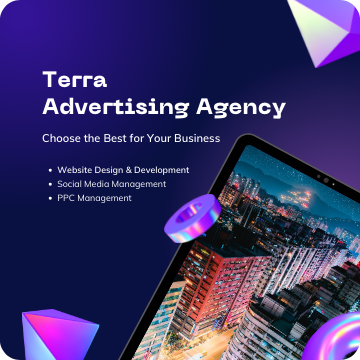 Terra
Advertising Agency
Choose the Best for Your Business
• Website Design & Development
• Social Media Management
• PPC Management